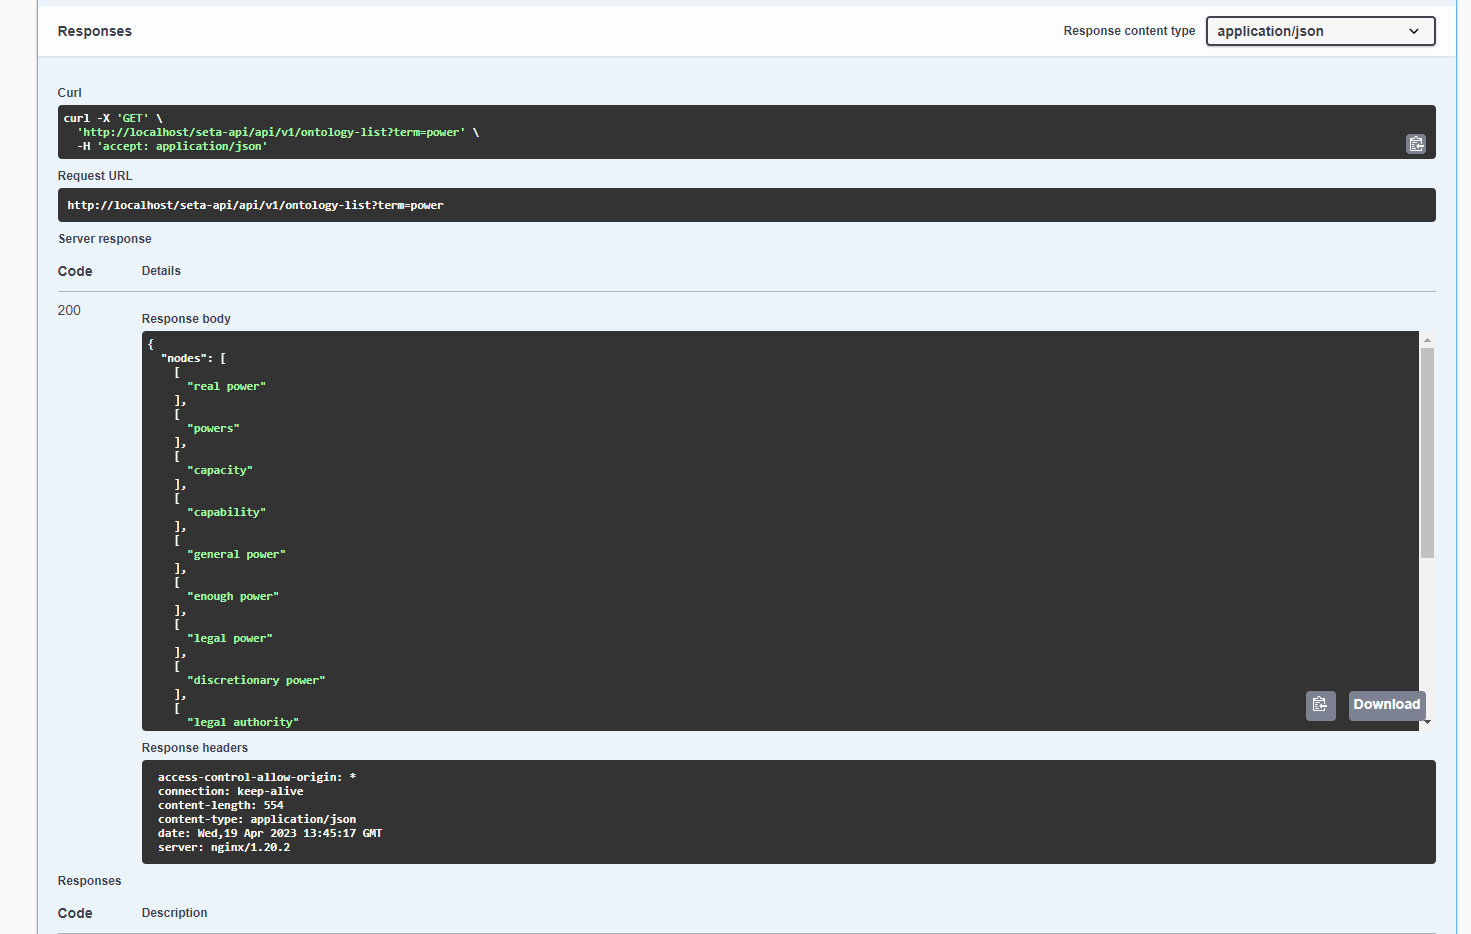 Responses
Response content type
application/json
Curl
curl -X 'GET' \
  'http://localhost/seta-api/api/v1/ontology-list?term=power' \
  -H 'accept: application/json'
Request URL
http://localhost/seta-api/api/v1/ontology-list?term=power
Server response
Code Details
200
Response body
{
  "nodes": [
    [
      "real power"
    ],
    [
      "powers"
    ],
    [
      "capacity"
    ],
    [
      "capability"
    ],
    [
      "general power"
    ],
    [
      "enough power"
    ],
    [
      "legal power"
    ],
    [
      "discretionary power"
    ],
    [
      "legal authority"
Download
Response headers
access-control-allow-origin: *
connection: keep-alive
content-length: 554
content-type: application/json
date: Wed,19 Apr 2023 13:45:17 GMT
server: nginx/1.20.2
Responses
Code Description